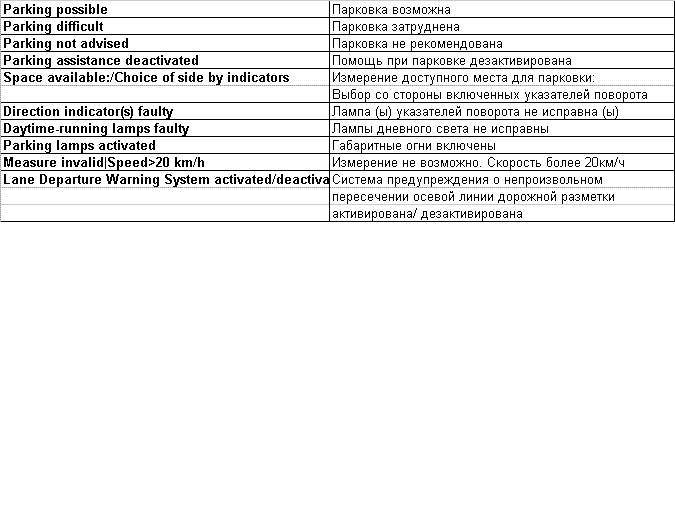 Parking possible Парковка возможна
Parking difficult Парковка затруднена
Parking not advised Парковка не рекомендована
Parking assistance deactivated Помощь при парковке дезактивирована
Space available:/Choice of side by indicators Измерение доступного места для парковки:
Выбор со стороны включенных указателей поворота
Direction indicator(s) faulty Лампа (ы) указателей поворота не исправна (ы)
Daytime-running lamps faulty Лампы дневного света не исправны
Parking lamps activated Габаритные огни включены
Measure invalid|Speed>20 km/h Измерение не возможно. Скорость более 20км/ч
Lane Departure Warning System activated/deactiva Система предупреждения о непроизвольном
пересечении осевой линии дорожной разметки
активирована/ дезактивирована